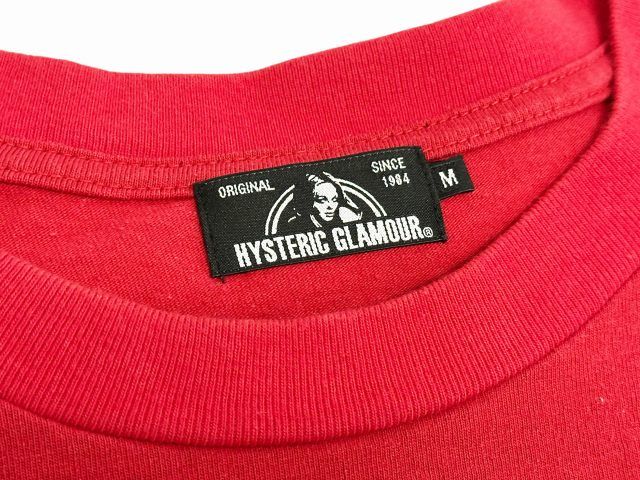 ORIGINAL SINCE
1984
HYSTERIC GLAMOUR®
M